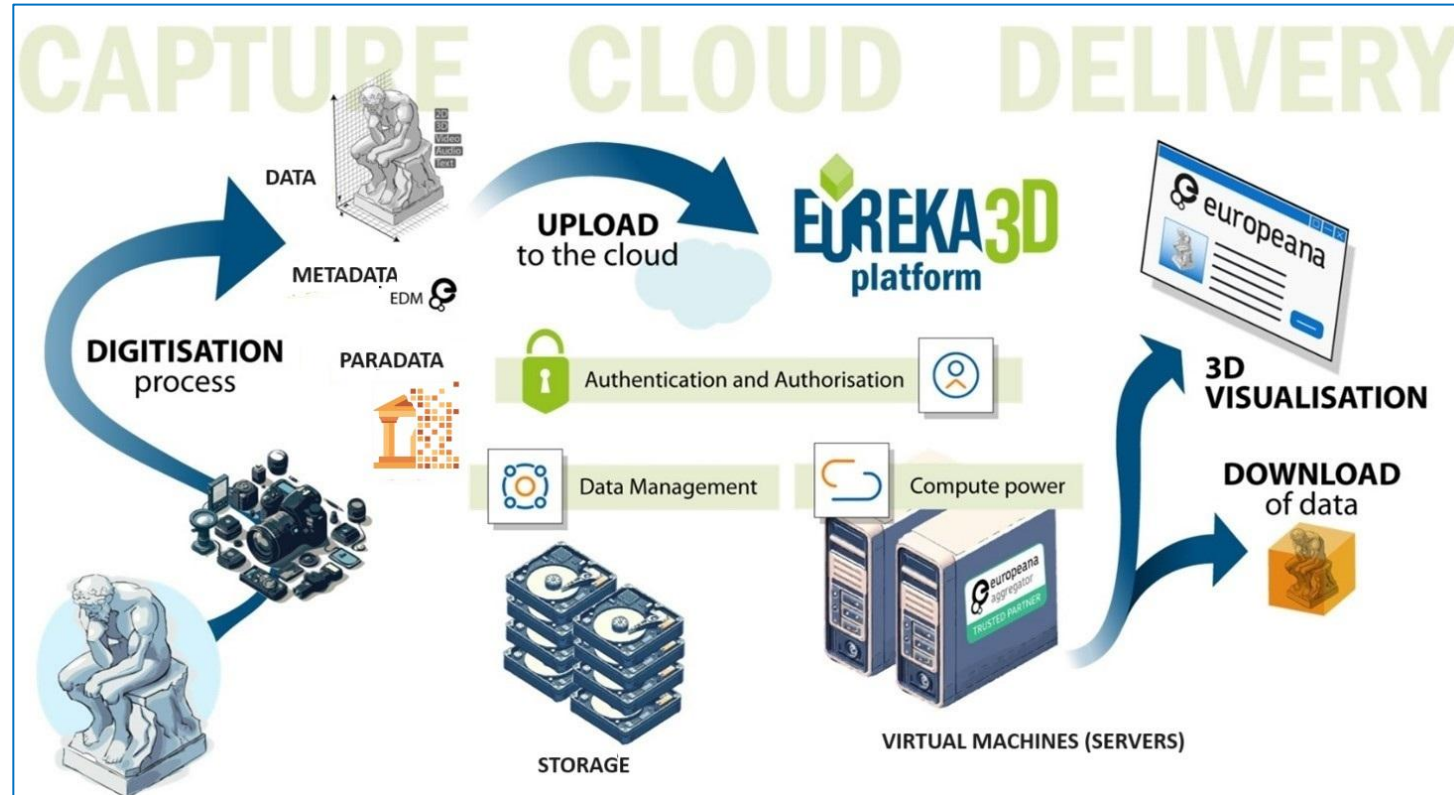 CAPTURE CLOUD DELIVERY
2D
3D
Video
Audio
Text
DATA
METADATA
EDM
PARADATA
DIGITISATION
process
UPLOAD
to the cloud
EUREKA3D
platform
Authentication and Authorisation
Data Management
Compute power
europeana
aggregator
TRUSTED PARTNER
STORAGE
VIRTUAL MACHINES (SERVERS)
europeana
3D
VISUALISATION
DOWNLOAD
of data